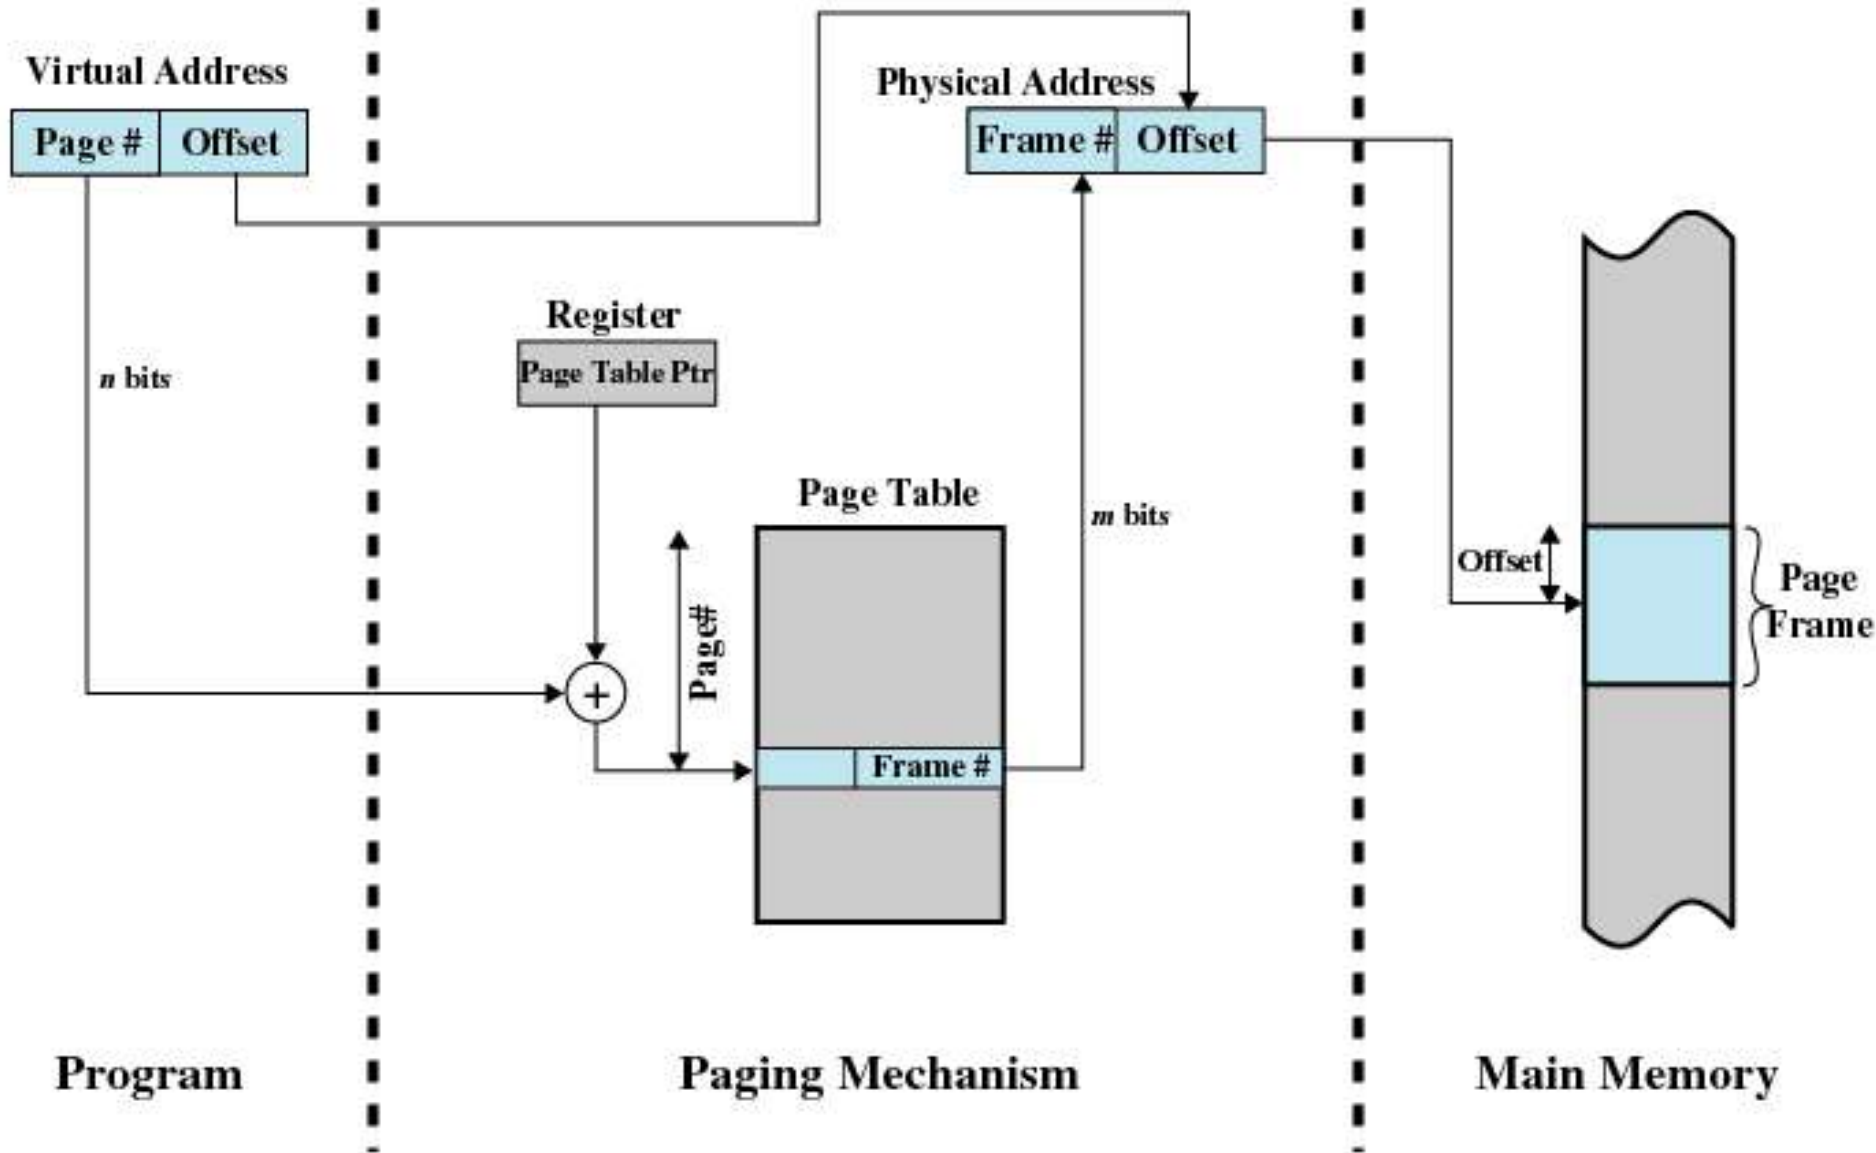 Virtual Address
Page #
Offset
Physical Address
Frame #
Offset
Register
Page Table Ptr
n bits
Page Table
Page#
m bits
Frame #
Offset
Page
Frame
Program
Paging Mechanism
Main Memory
+